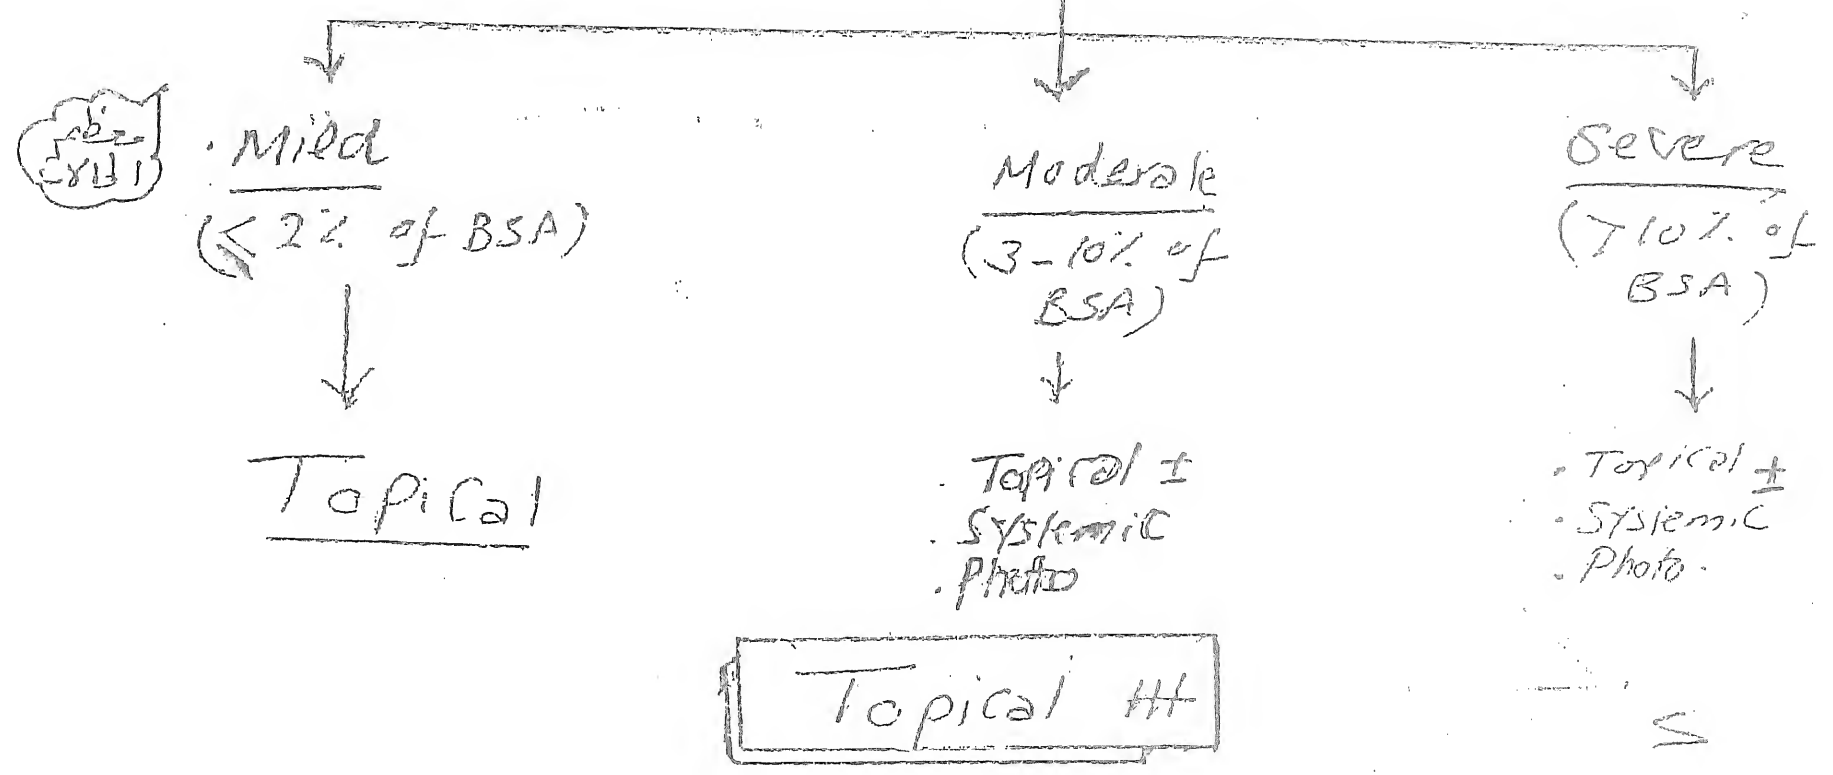 . Mild
(≤ 2% of BSA)
Topical
Moderate
(3-10% of
BSA)
. Topical ±
. Systemic
. Photo
Severe
(>10% of
BSA)
. Topical ±
. Systemic
. Photo.
Topical ttt